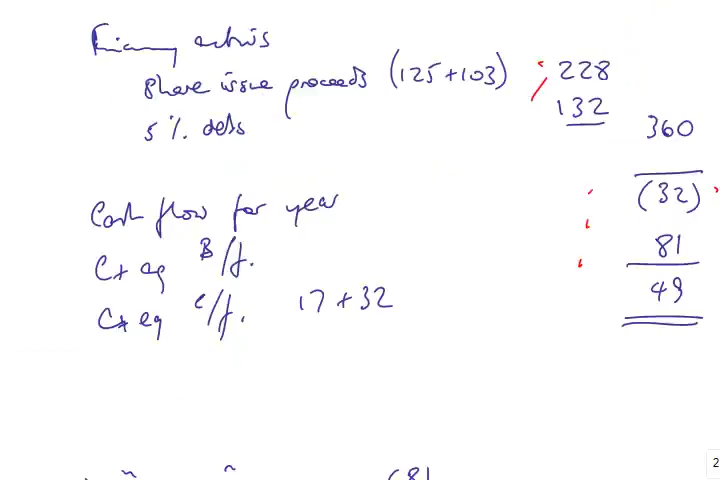 Financing activities
Share issue proceeds (125+103) 228
5% debs 132 360
Cash flow for year (32)
C+ eq B/f. 81
C+ eq C/f. 17+32 49
2